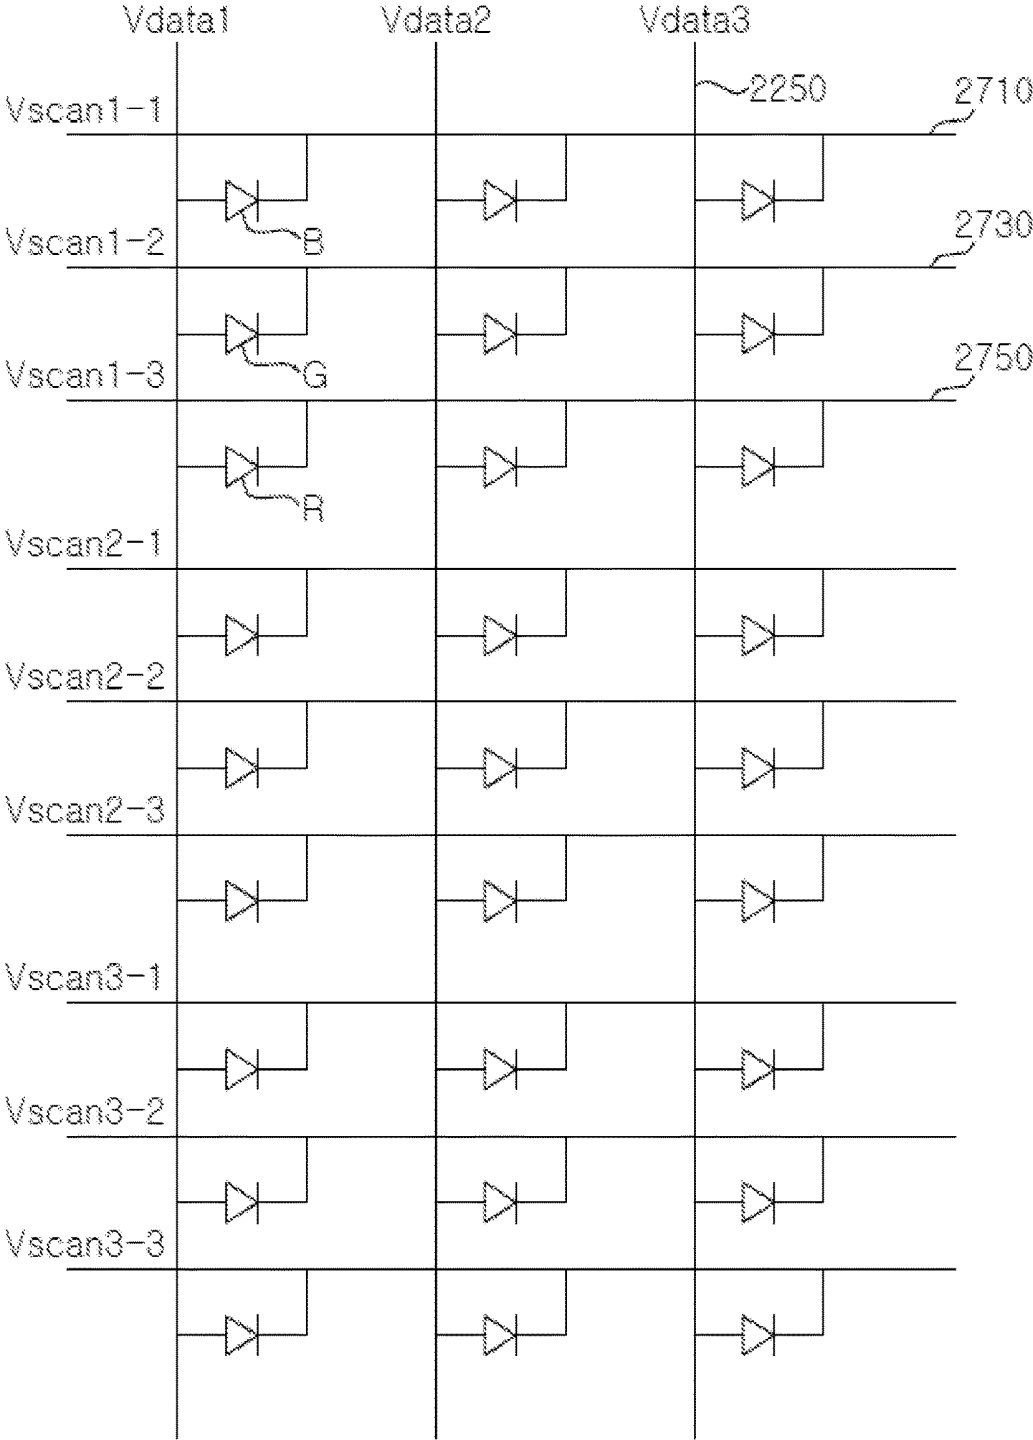 Vdata1 Vdata2 Vdata3
2250
Vscan1-1 2710
B
Vscan1-2 2730
G
Vscan1-3 2750
R
Vscan2-1
Vscan2-2
Vscan2-3
Vscan3-1
Vscan3-2
Vscan3-3